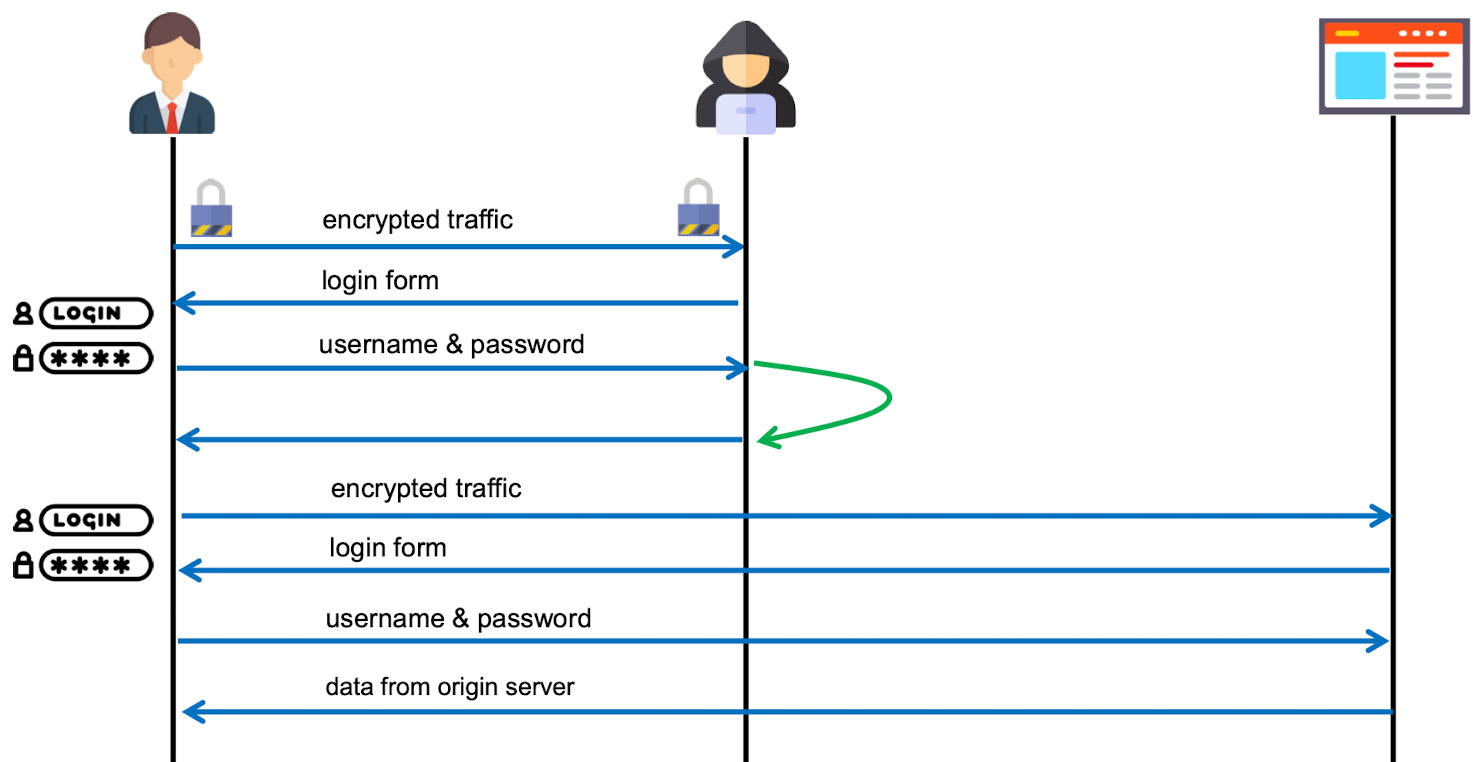 encrypted traffic
login form
LOGIN
username & password
****
encrypted traffic
LOGIN
login form
****
username & password
data from origin server